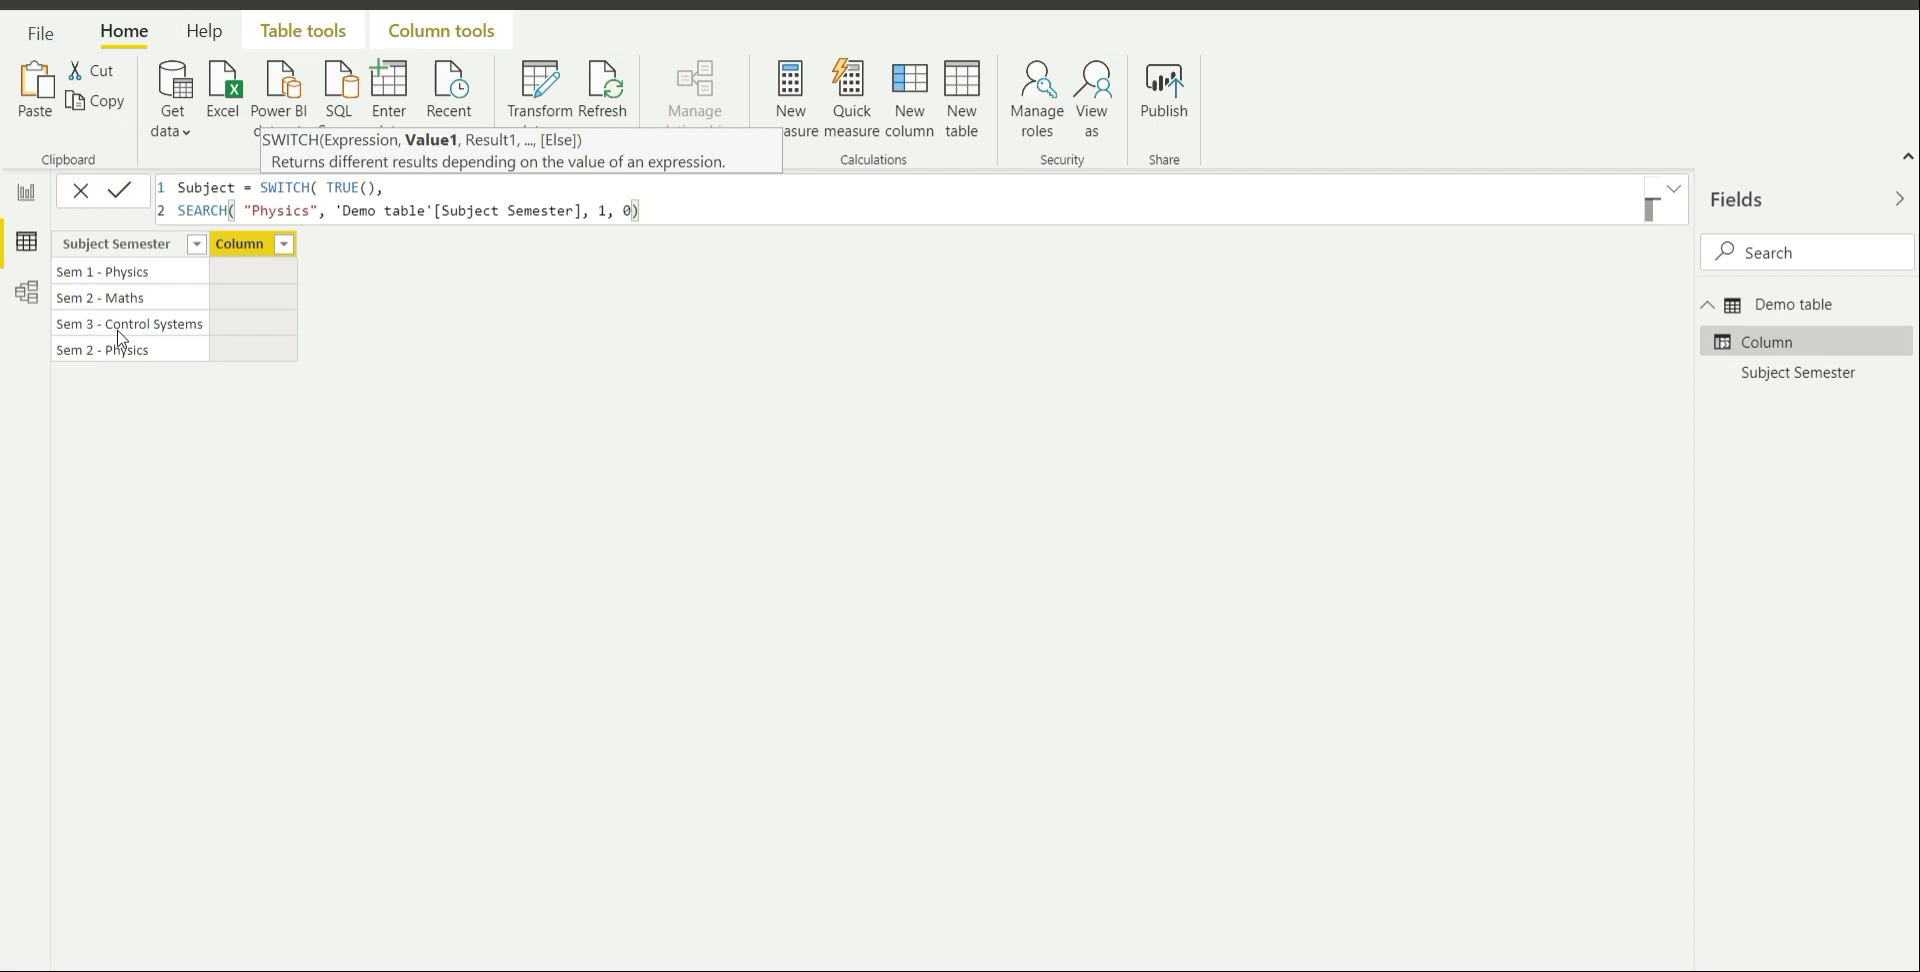 File Home Help Table tools Column tools
Cut
Copy
Paste
Get data
Excel
Power BI
SQL
Enter
Recent
Transform
Refresh
Manage
New
asure
Quick measure
New column
New table
Manage roles
View as
Publish
Clipboard
Calculations
Security
Share
SWITCH(Expression, Value1, Result1, ..., [Else])
Returns different results depending on the value of an expression.
1 Subject = SWITCH( TRUE(),
2 SEARCH( "Physics", 'Demo table'[Subject Semester], 1, 0)
Subject Semester Column
Sem 1 - Physics
Sem 2 - Maths
Sem 3 - Control Systems
Sem 2 - Physics
Fields
Search
Demo table
Column
Subject Semester